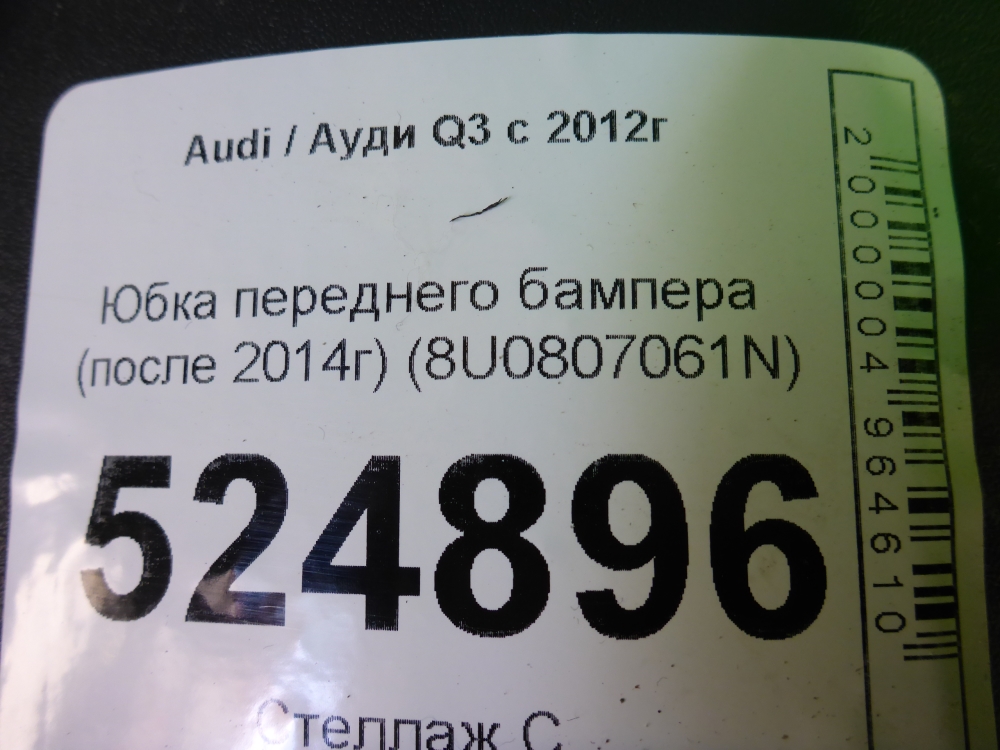 Audi / Ауди Q3 с 2012г
Юбка переднего бампера
(после 2014г) (8U0807061N)
524896
Стеллаж С
2000004964610